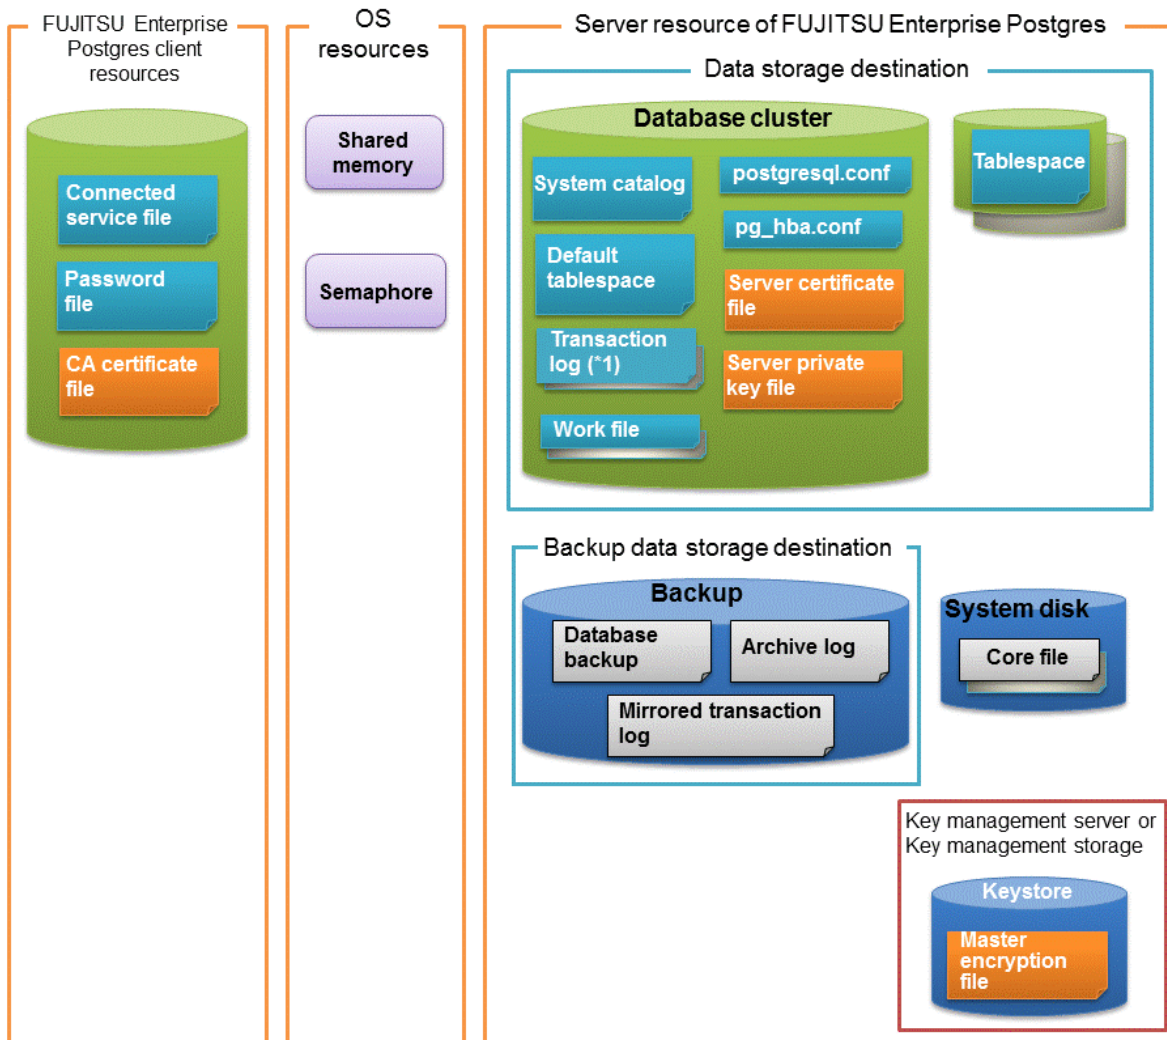 FUJITSU Enterprise
Postgres client
resources
Connected
service file
Password
file
CA certificate
file
OS
resources
Shared
memory
Semaphore
Server resource of FUJITSU Enterprise Postgres
Data storage destination
Database cluster
System catalog
Default
tablespace
Transaction
log (*1)
Work file
postgresql.conf
pg_hba.conf
Server certificate
file
Server private
key file
Tablespace
Backup data storage destination
Backup
Database
backup
Archive log
Mirrored transaction
log
System disk
Core file
Key management server or
Key management storage
Keystore
Master
encryption
file